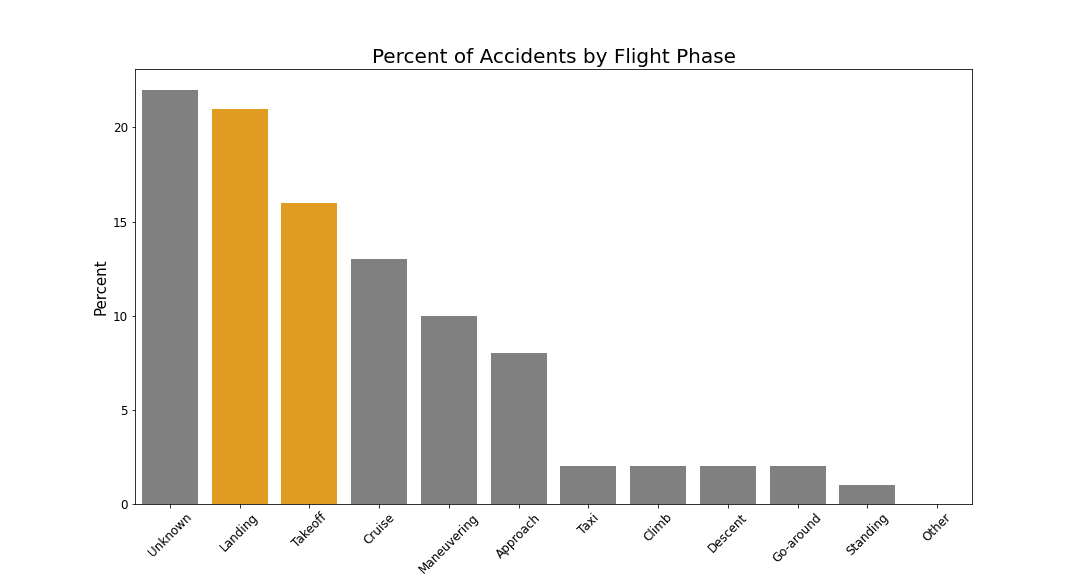 Percent of Accidents by Flight Phase
Percent
20
15
10
5
0
Unknown
Landing
Takeoff
Cruise
Maneuvering
Approach
Taxi
Climb
Descent
Go-around
Standing
Other